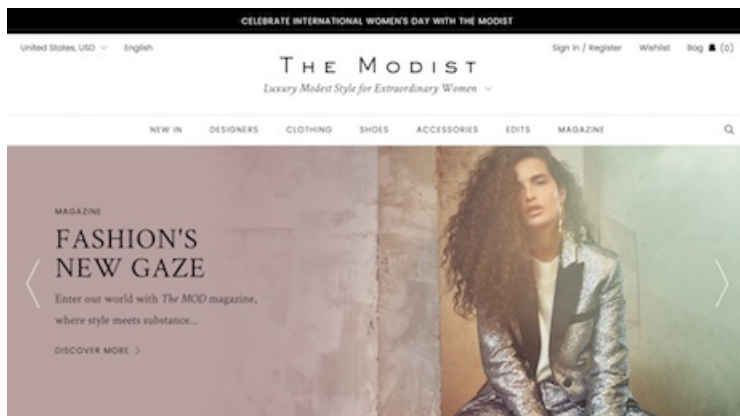 CELEBRATE INTERNATIONAL WOMEN'S DAY WITH THE MODIST
United States, USD English Sign in / Register Wishlist Bag (0)
THE MODIST
Luxury Modest Style for Extraordinary Women
NEW IN DESIGNERS CLOTHING SHOES ACCESSORIES EDITS MAGAZINE
MAGAZINE
FASHION'S
NEW GAZE
Enter our world with The MOD magazine,
where style meets substance...
DISCOVER MORE